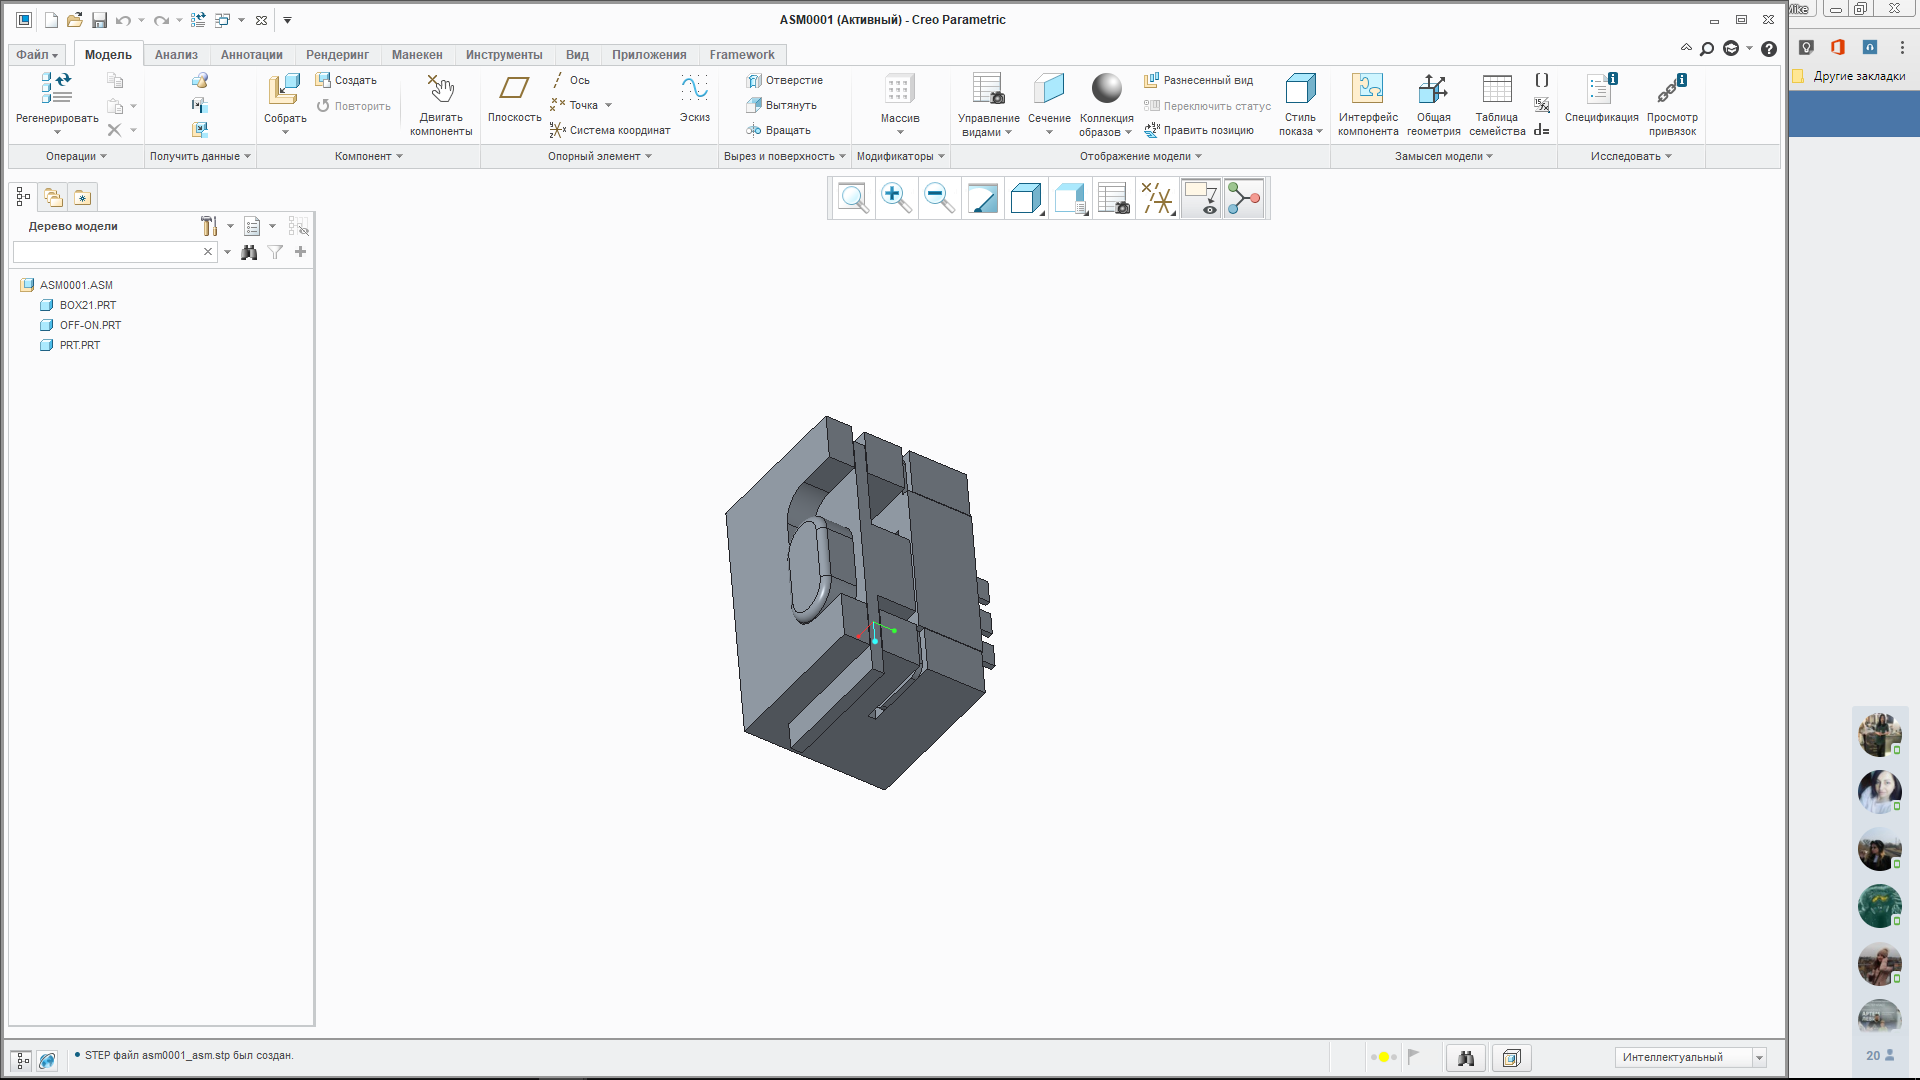 ASM0001 (Активный) - Creo Parametric
Файл
Модель
Анализ
Аннотации
Рендеринг
Манекен
Инструменты
Вид
Приложения
Framework
Регенерировать
Операции
Получить данные
Собрать
Создать
Повторить
Двигать
компоненты
Компонент
Плоскость
Ось
Точка
Система координат
Эскиз
Опорный элемент
Отверстие
Вытянуть
Вращать
Вырез и поверхность
Массив
Модификаторы
Управление
видами
Сечение
Коллекция
образов
Разнесенный вид
Переключить статус
Править позицию
Стиль
показа
Отображение модели
Интерфейс
компонента
Общая
геометрия
Таблица
семейства
d=
Замысел модели
Спецификация
Просмотр
привязок
Исследовать
Дерево модели
ASM0001.ASM
BOX21.PRT
OFF-ON.PRT
PRT.PRT
STEP файл asm0001_asm.stp был создан.
Интеллектуальный
Другие закладки
20